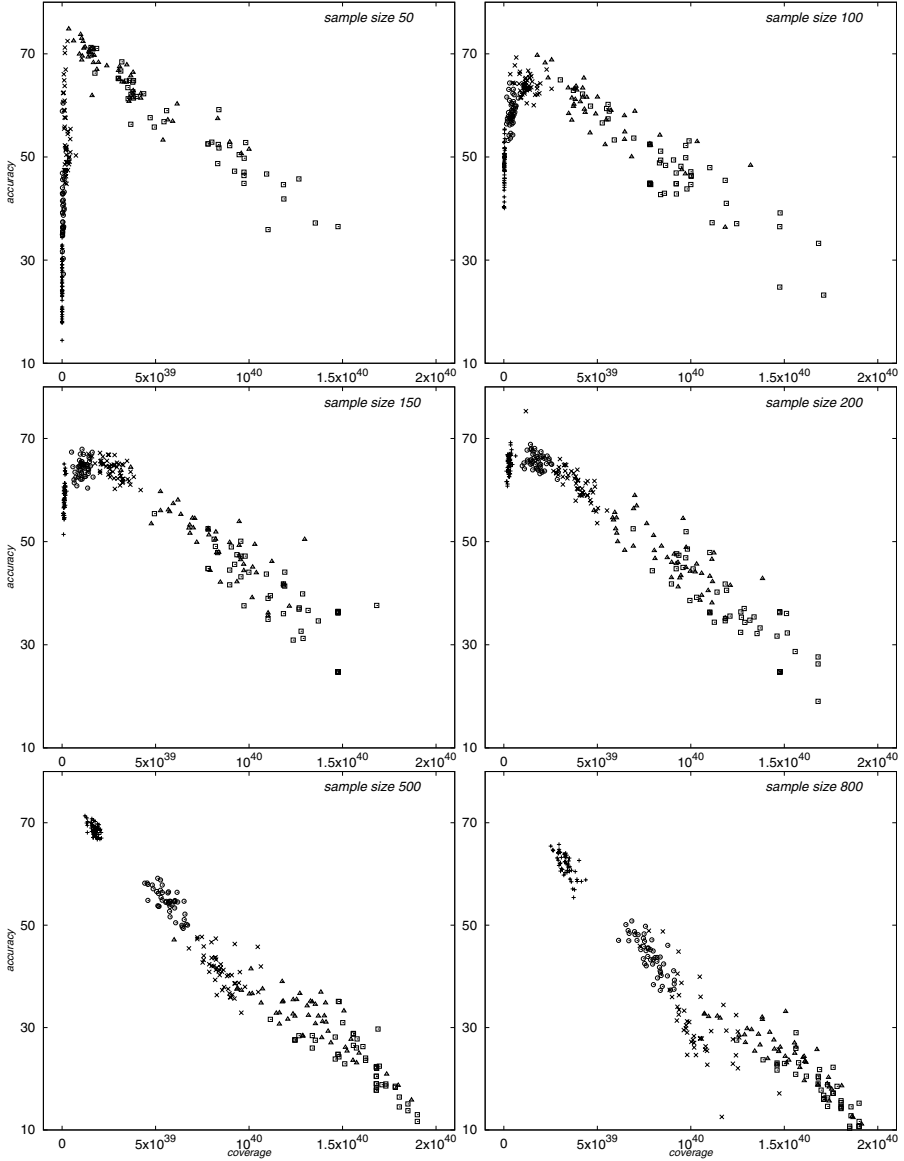 sample size 50
sample size 100
70
50
30
10
accuracy
70
50
30
10
0
5x10^39
10^40
1.5x10^40
2x10^40
0
5x10^39
10^40
1.5x10^40
2x10^40
sample size 150
sample size 200
70
50
30
10
accuracy
70
50
30
10
0
5x10^39
10^40
1.5x10^40
2x10^40
0
5x10^39
10^40
1.5x10^40
2x10^40
sample size 500
sample size 800
70
50
30
10
accuracy
70
50
30
10
0
5x10^39
10^40
1.5x10^40
2x10^40
0
5x10^39
10^40
1.5x10^40
2x10^40
coverage
coverage